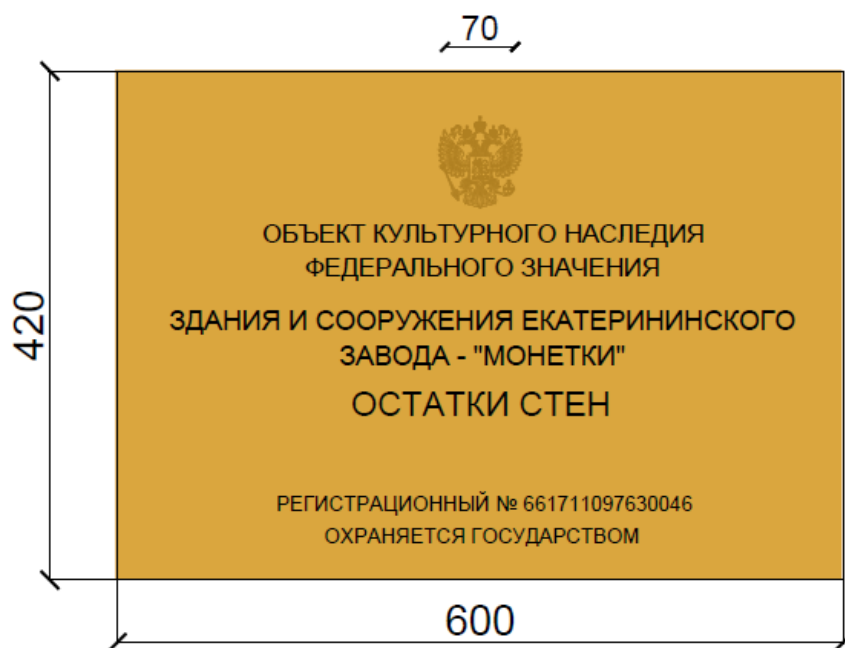 70
ОБЪЕКТ КУЛЬТУРНОГО НАСЛЕДИЯ
ФЕДЕРАЛЬНОГО ЗНАЧЕНИЯ
ЗДАНИЯ И СООРУЖЕНИЯ ЕКАТЕРИНИНСКОГО
ЗАВОДА - "МОНЕТКИ"
420
ОСТАТКИ СТЕН
РЕГИСТРАЦИОННЫЙ № 661711097630046
ОХРАНЯЕТСЯ ГОСУДАРСТВОМ
600